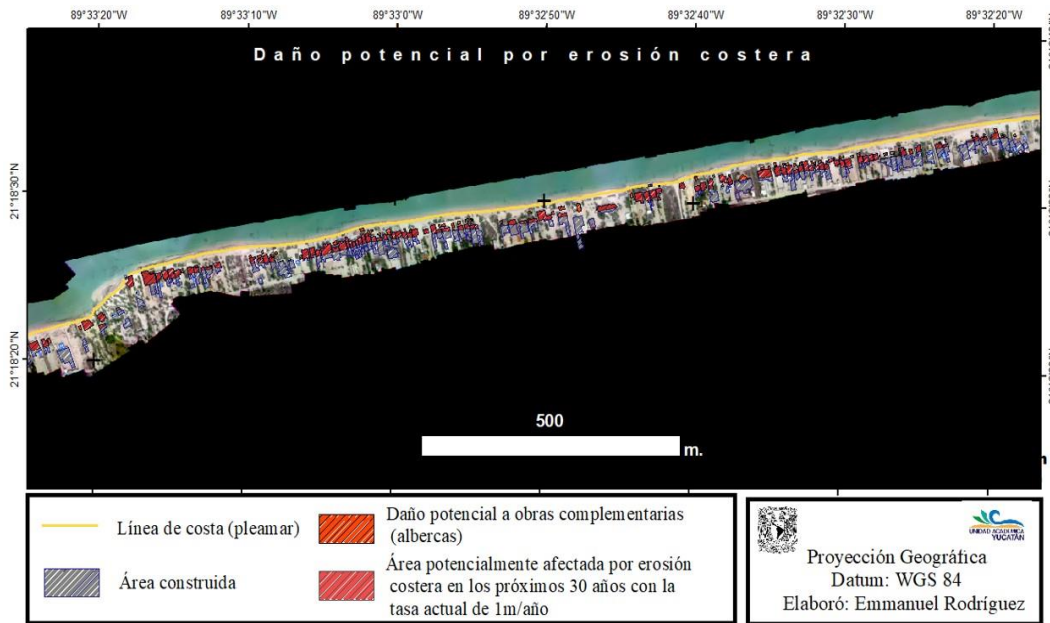 89°33'20"W 89°33'10"W 89°33'0"W 89°32'50"W 89°32'40"W 89°32'30"W 89°32'20"W
Daño potencial por erosión costera
21°18'30"N
21°18'20"N
500
m.
Línea de costa (pleamar)
Área construida
Daño potencial a obras complementarias
(albercas)
Área potencialmente afectada por erosión
costera en los próximos 30 años con la
tasa actual de 1m/año
UNIDAD ACADÉMICA
YUCATÁN
Proyección Geográfica
Datum: WGS 84
Elaboró: Emmanuel Rodríguez